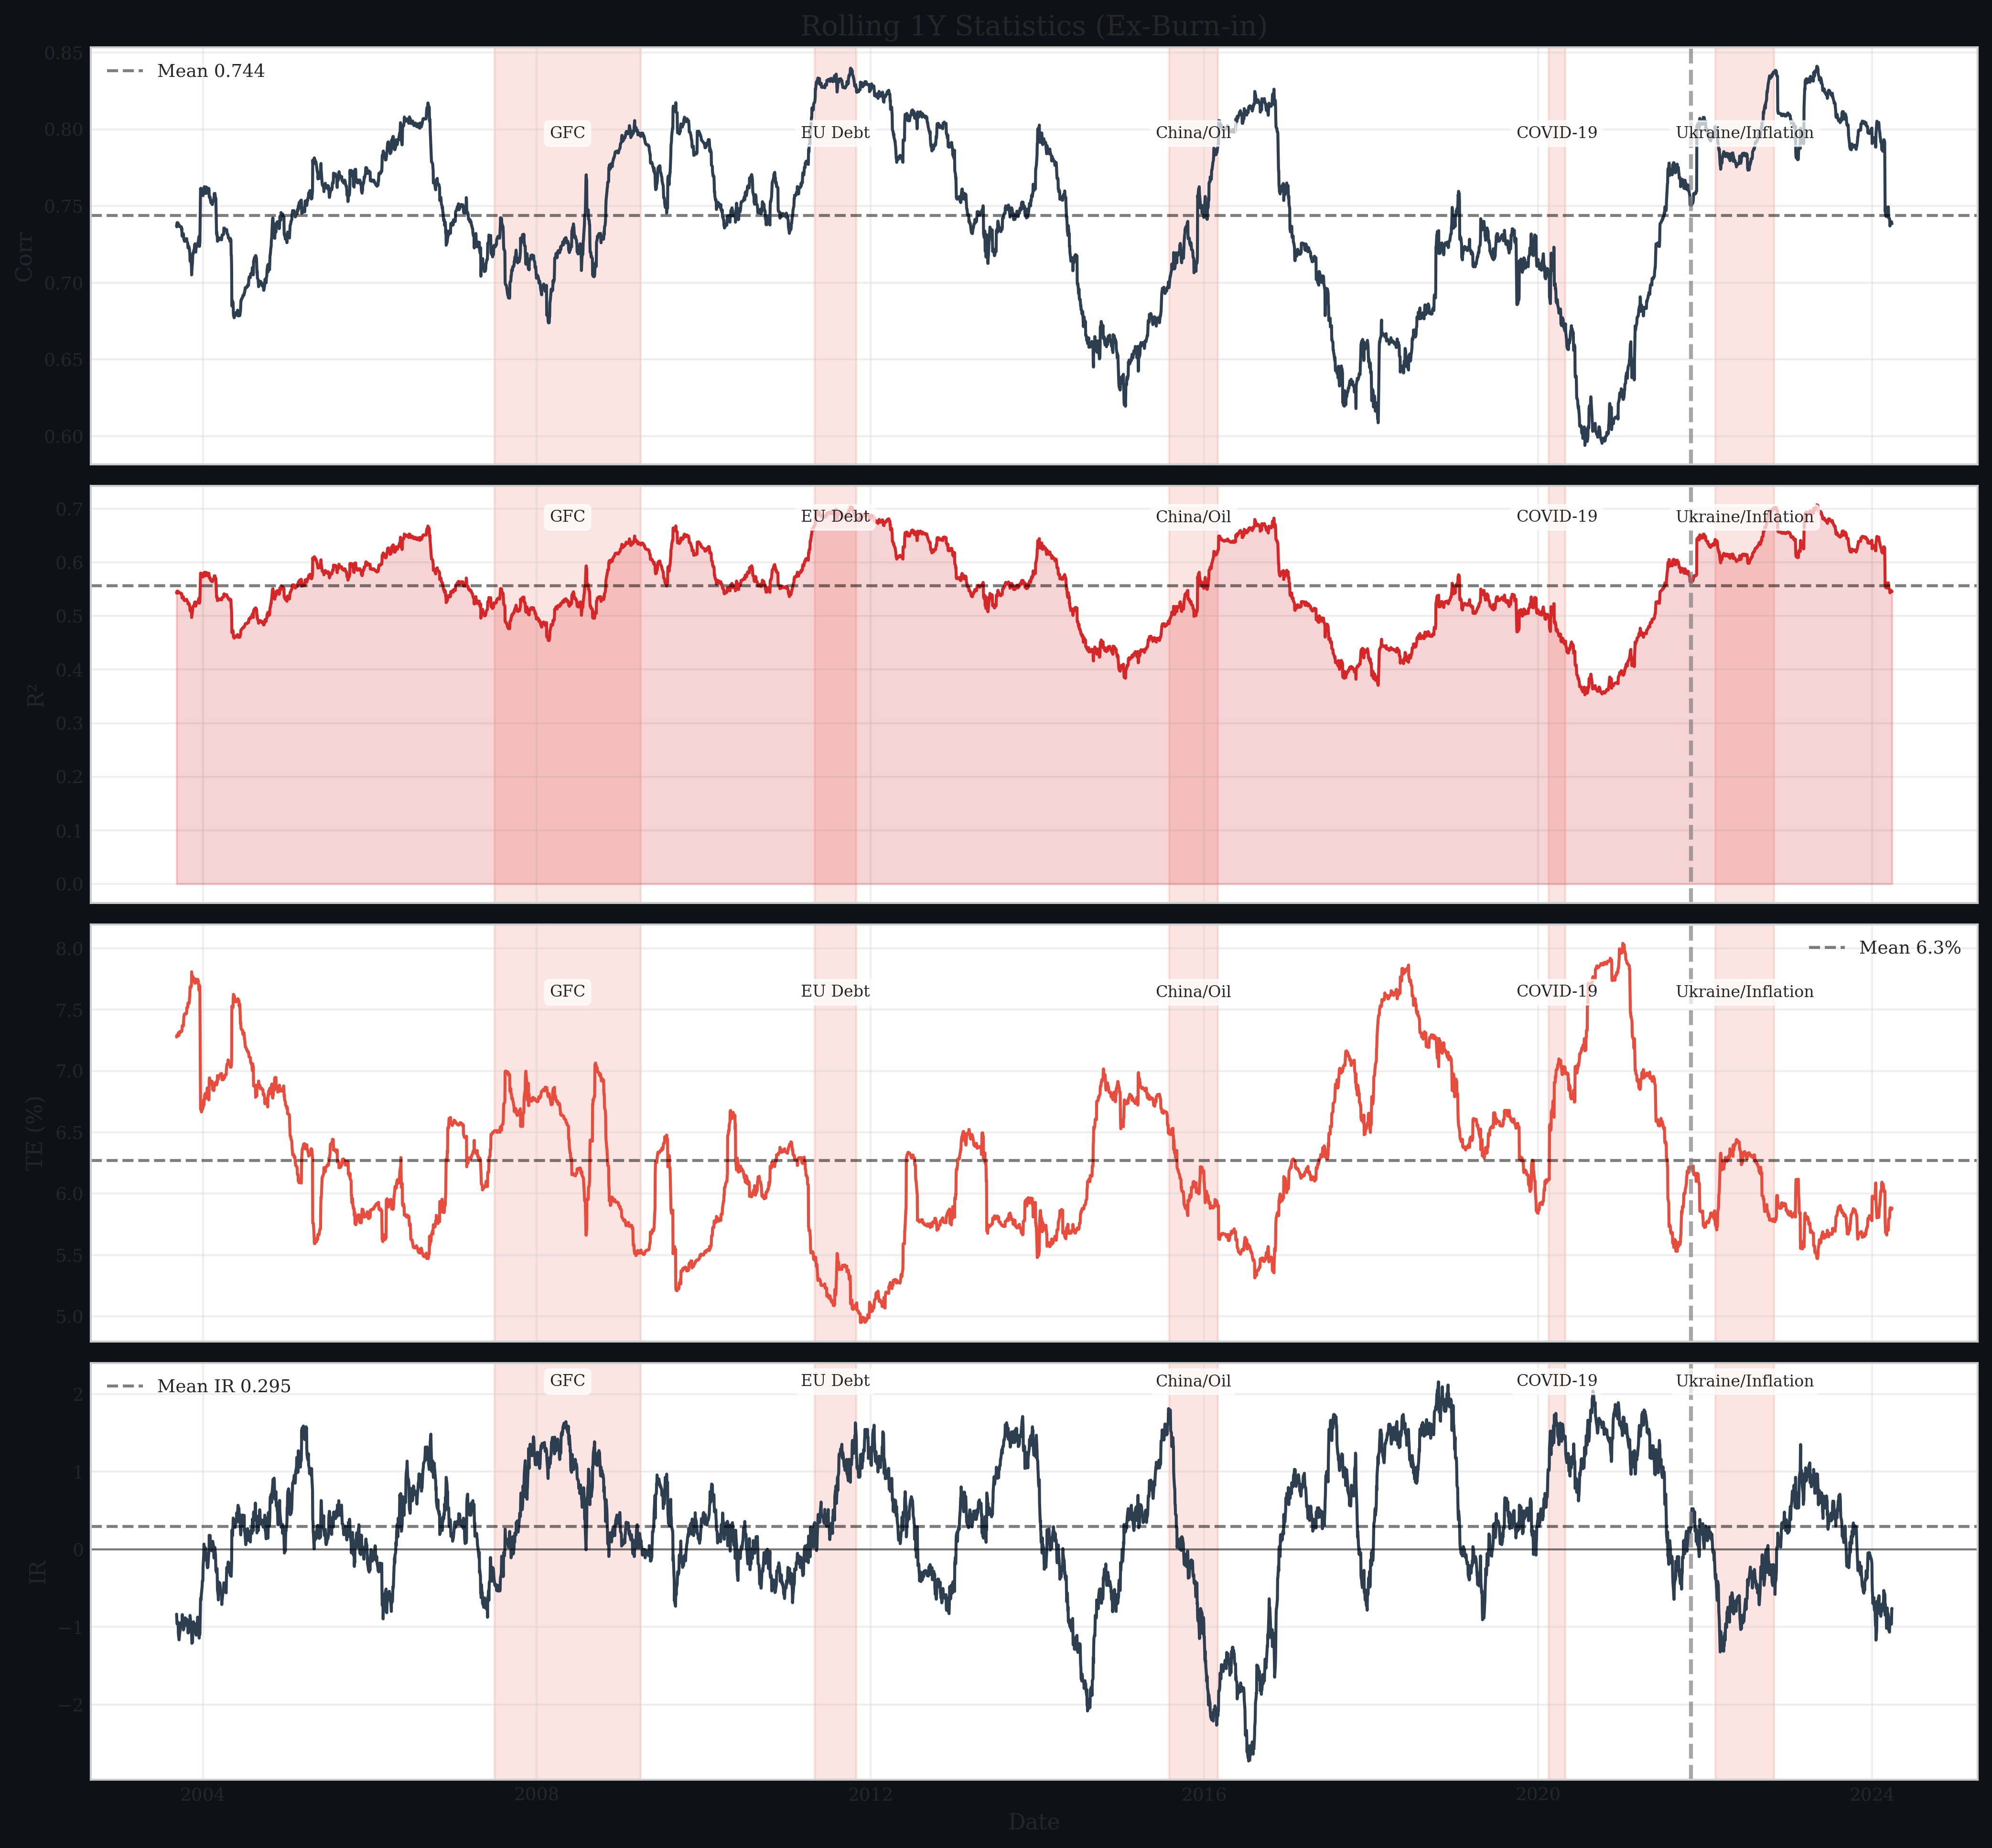 Rolling 1Y Statistics (Ex-Burn-in)
0.85
0.80
0.75
0.70
0.65
0.60
Corr
Mean 0.744
GFC
EU Debt
China/Oil
COVID-19
Ukraine/Inflation
0.7
0.6
0.5
0.4
0.3
0.2
0.1
0.0
R²
GFC
EU Debt
China/Oil
COVID-19
Ukraine/Inflation
8.0
7.5
7.0
6.5
6.0
5.5
5.0
TE (%)
Mean 6.3%
GFC
EU Debt
China/Oil
COVID-19
Ukraine/Inflation
2
1
0
−1
−2
IR
Mean IR 0.295
GFC
EU Debt
China/Oil
COVID-19
Ukraine/Inflation
2004
2008
2012
2016
2020
2024
Date